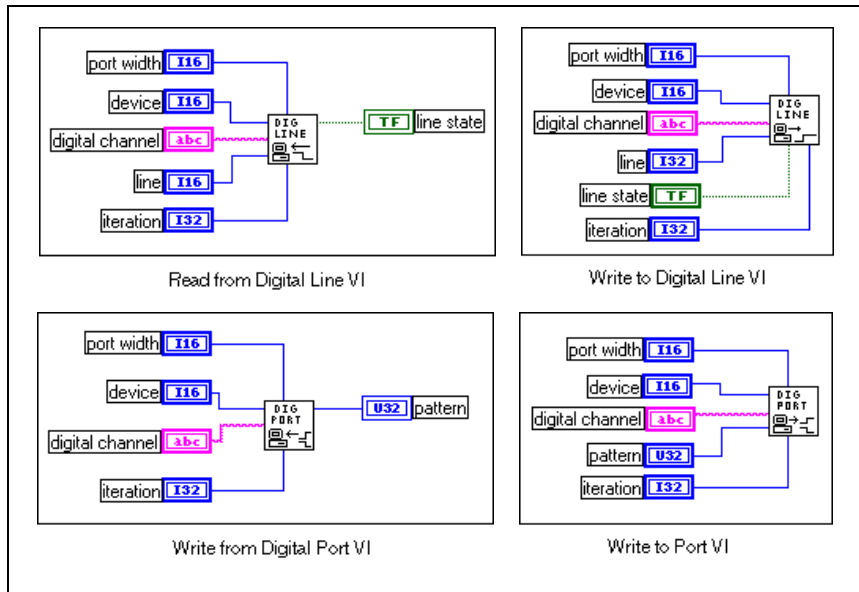 port width I16
device I16
digital channel abc
line I16
iteration I32
DIG
LINE
TF line state
Read from Digital Line VI
port width I16
device I16
digital channel abc
line I32
line state TF
iteration I32
DIG
LINE
Write to Digital Line VI
port width I16
device I16
digital channel abc
iteration I32
DIG
PORT
U32 pattern
Write from Digital Port VI
port width I16
device I16
digital channel abc
pattern U32
iteration I32
DIG
PORT
Write to Port VI